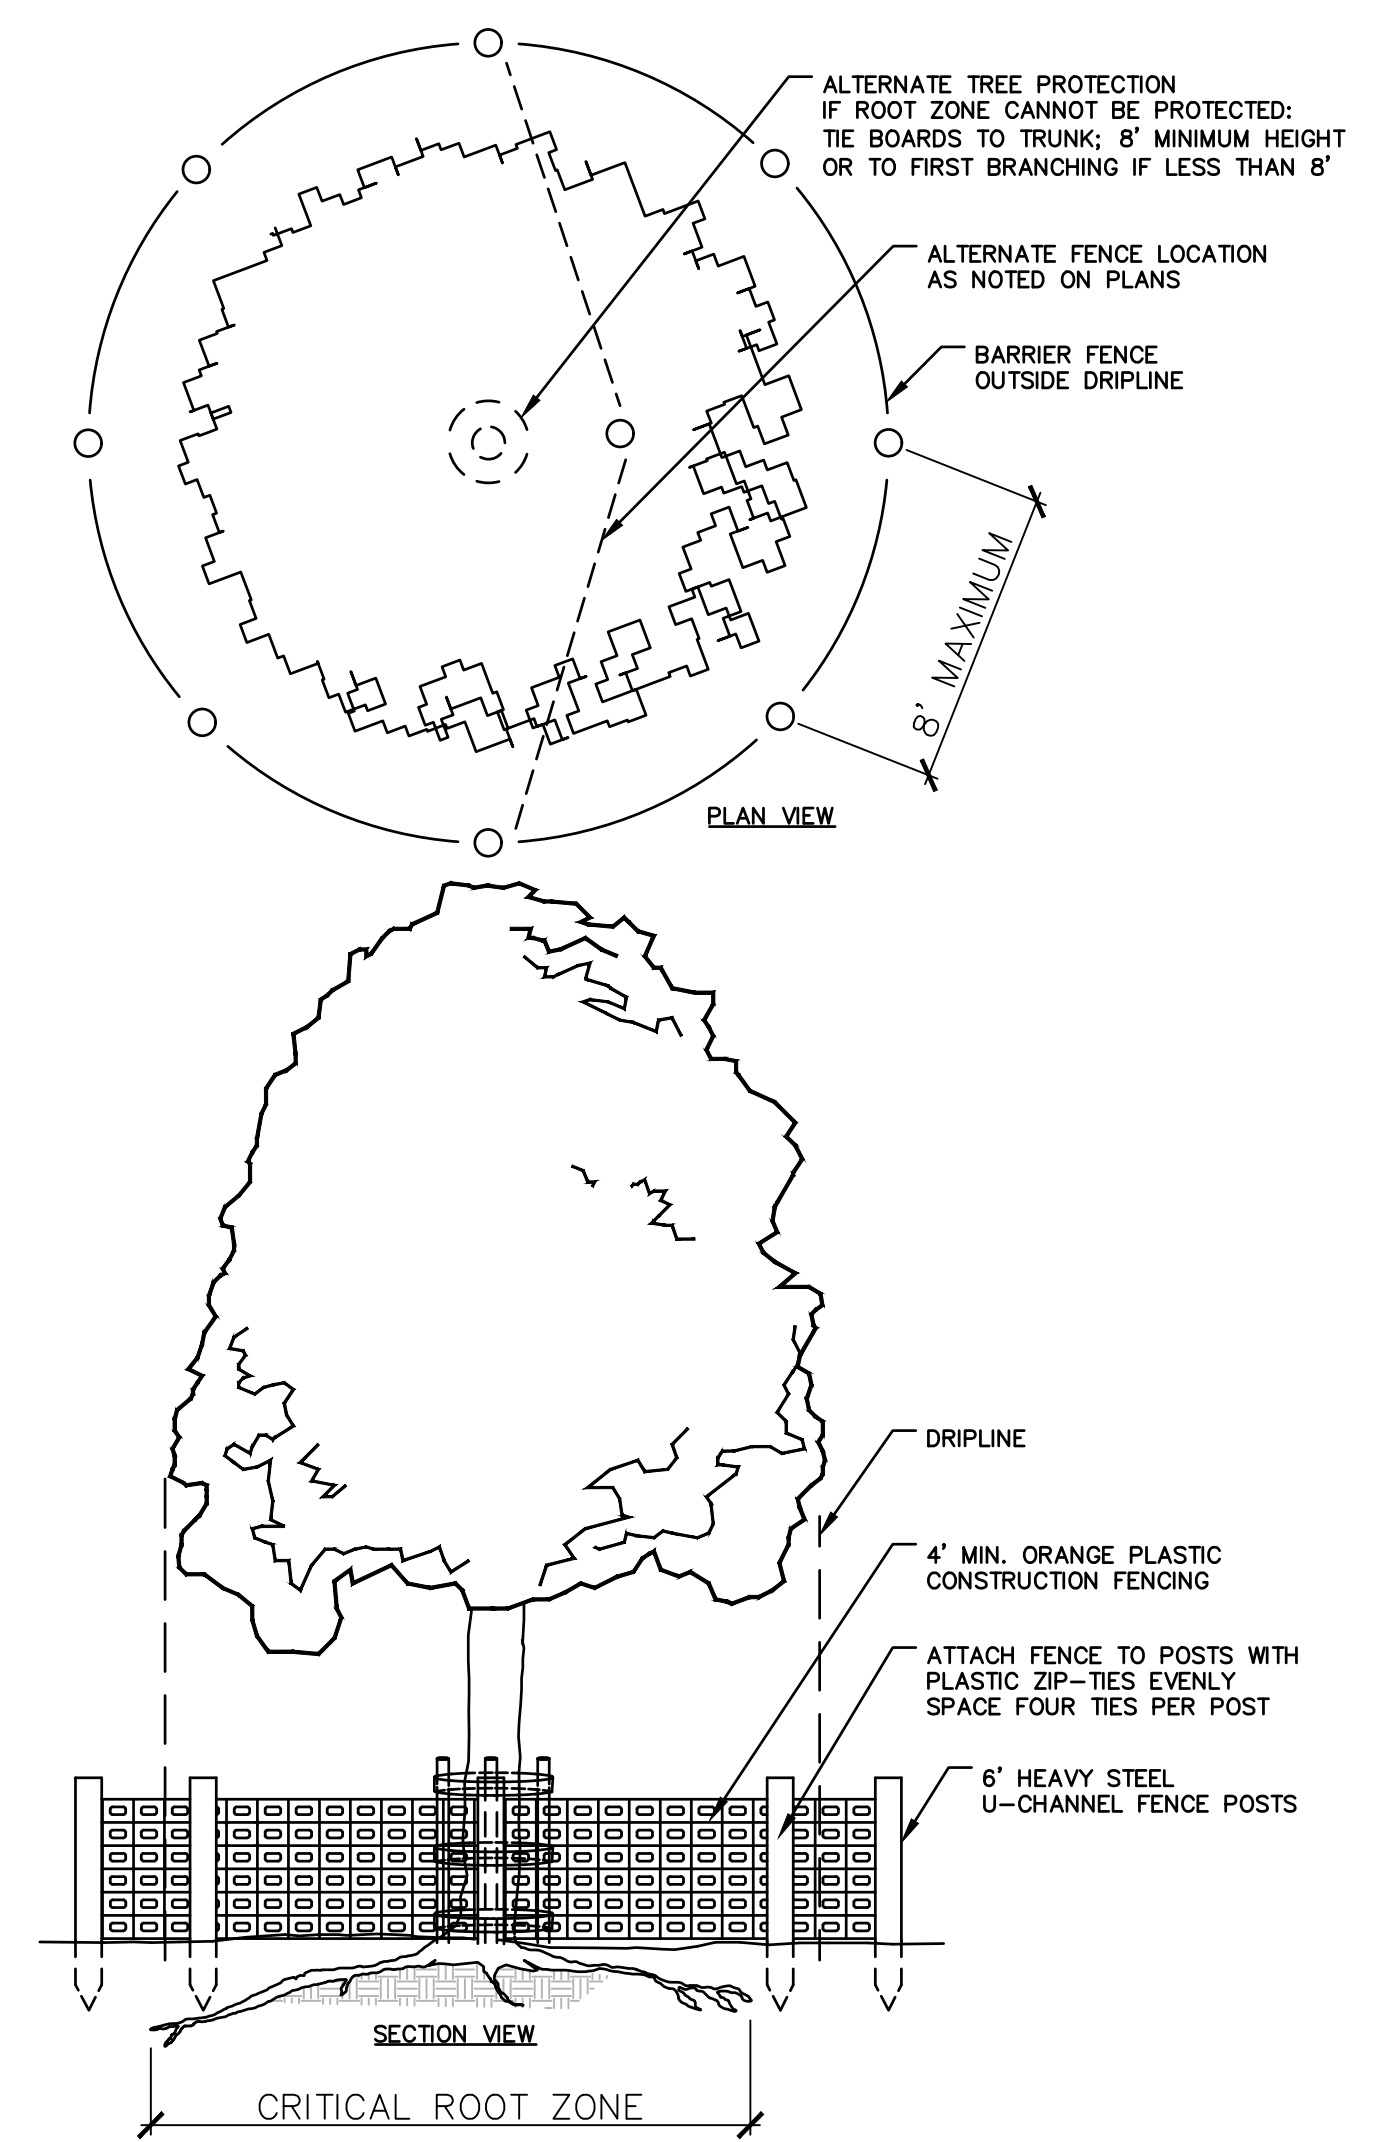 ALTERNATE TREE PROTECTION
IF ROOT ZONE CANNOT BE PROTECTED:
TIE BOARDS TO TRUNK; 8' MINIMUM HEIGHT
OR TO FIRST BRANCHING IF LESS THAN 8'
ALTERNATE FENCE LOCATION
AS NOTED ON PLANS
BARRIER FENCE
OUTSIDE DRIPLINE
8' MAXIMUM
PLAN VIEW
DRIPLINE
4' MIN. ORANGE PLASTIC
CONSTRUCTION FENCING
ATTACH FENCE TO POSTS WITH
PLASTIC ZIP-TIES EVENLY
SPACE FOUR TIES PER POST
6' HEAVY STEEL
U-CHANNEL FENCE POSTS
SECTION VIEW
CRITICAL ROOT ZONE